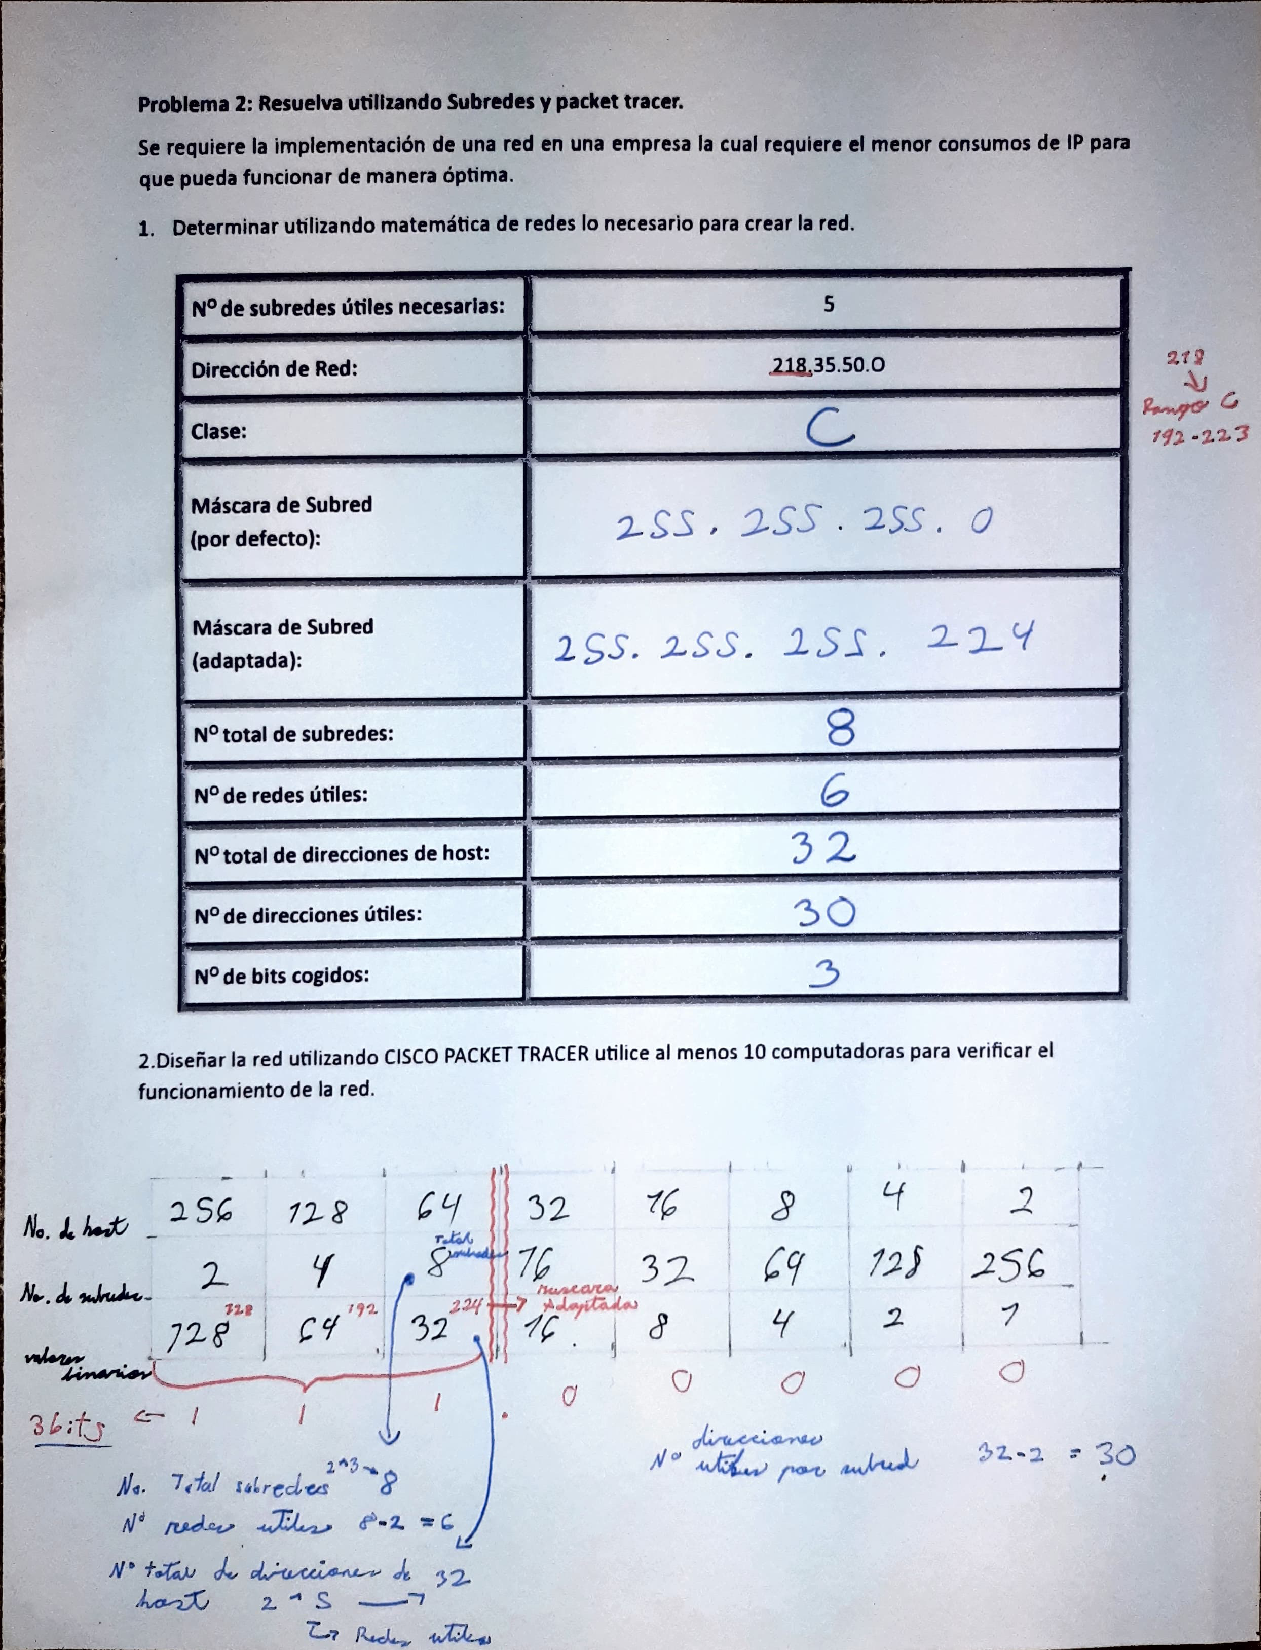 Problema 2: Resuelva utilizando Subredes y packet tracer.
Se requiere la implementación de una red en una empresa la cual requiere el menor consumos de IP para
que pueda funcionar de manera óptima.
1. Determinar utilizando matemática de redes lo necesario para crear la red.
Nº de subredes útiles necesarias: 5
Dirección de Red: 218.35.50.O
218
Rango C
192-223
Clase: C
Máscara de Subred
(por defecto): 255. 255. 255. 0
Máscara de Subred
(adaptada): 255. 255. 255. 224
Nº total de subredes: 8
Nº de redes útiles: 6
Nº total de direcciones de host: 32
Nº de direcciones útiles: 30
Nº de bits cogidos: 3
2.Diseñar la red utilizando CISCO PACKET TRACER utilice al menos 10 computadoras para verificar el
funcionamiento de la red.
No. de host 256 128 64 32 16 8 4 2
No. de subredes 2 4 8 Total subredes 16 32 64 128 256
128 192 224 → Mascara Adaptada
valores binarios 128 64 32 16 8 4 2 1
3 bits ← 1 1 1 . 0 0 0 0 0
No. Total subredes 2^3 → 8
Nº redes utiles 8-2 = 6
Nº total de direcciones de 32
host 2^5
Redes utiles
Nº direcciones
utiles por subred 32-2 = 30